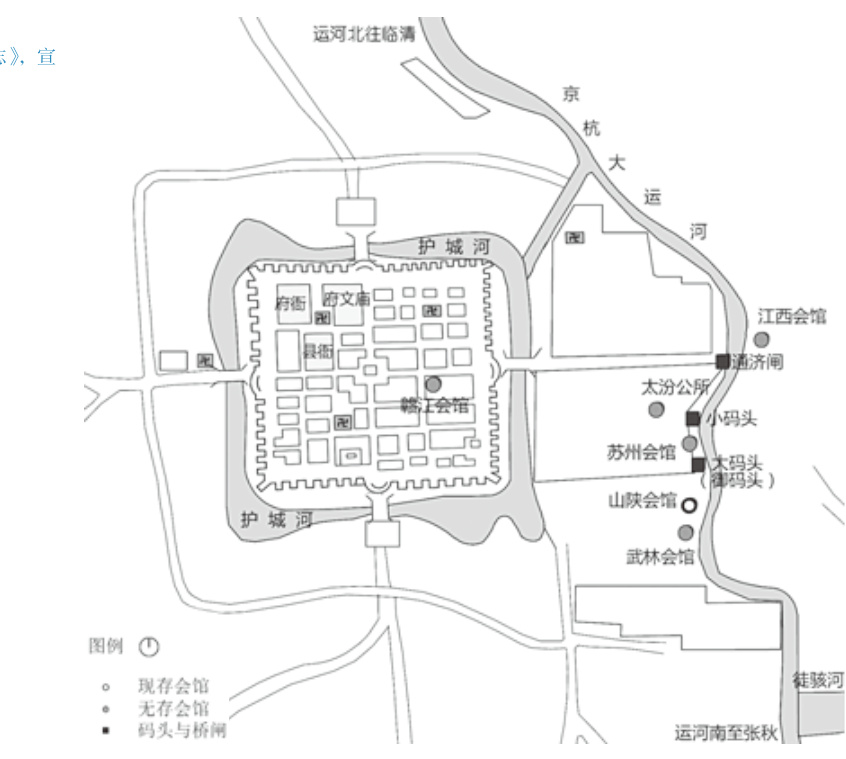 志》，宣
运河北往临清
京
杭
大
运
河
护城河
府衙
府文庙
县衙
赣江会馆
江西会馆
通济闸
太汾公所
小码头
苏州会馆
大码头
（御码头）
山陕会馆
武林会馆
护城河
图例
现存会馆
无存会馆
码头与桥闸
徒骇河
运河南至张秋